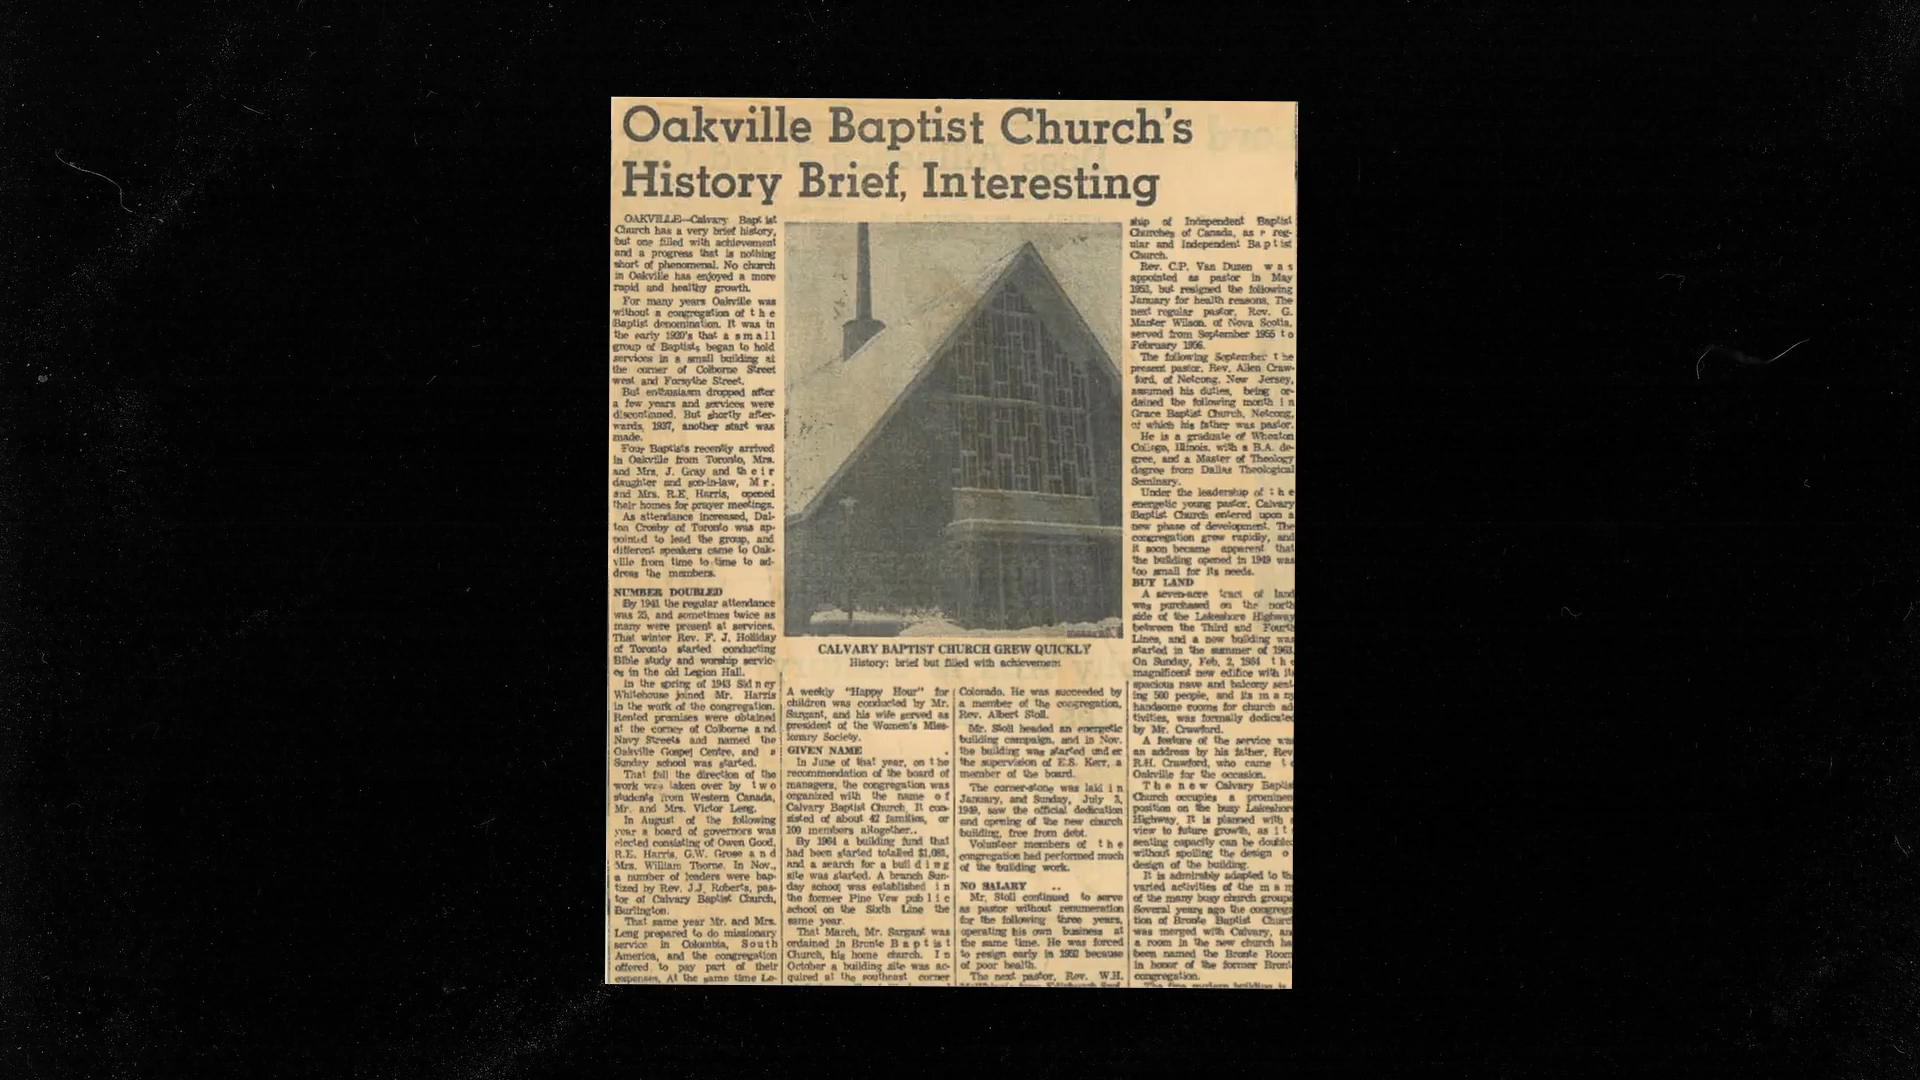 Oakville Baptist Church's
History Brief, Interesting
OAKVILLE—Calvary Baptist
Church has a very brief history,
but one filled with achievement
and a progress that is nothing
short of phenomenal. No church
in Oakville has enjoyed a more
rapid and healthy growth.
For many years Oakville was
without a congregation of the
Baptist denomination. It was in
the early 1920's that a small
group of Baptists began to hold
services in a small building at
the corner of Colborne Street
west and Forsythe Street.
But enthusiasm dropped after
a few years and services were
discontinued. But shortly after-
wards, 1937, another start was
made.
Four Baptists recently arrived
in Oakville from Toronto, Mrs.
and Mrs. J. Gray and their
daughter and son-in-law, Mr.
and Mrs. R.E. Harris, opened
their homes for prayer meetings.
As attendance increased, Dal-
ton Crosby of Toronto was ap-
pointed to lead the group, and
different speakers came to Oak-
ville from time to time to ad-
dress the members.
NUMBER DOUBLED
By 1941 the regular attendance
was 25, and sometimes twice as
many were present at services.
That winter Rev. F. J. Holliday
of Toronto started conducting
Bible study and worship servic-
es in the old Legion Hall.
In the spring of 1943 Sidney
Whitehouse joined Mr. Harris
in the work of the congregation.
Rented premises were obtained
at the corner of Colborne and
Navy Streets and named the
Oakville Gospel Centre, and a
Sunday school was started.
That fall the direction of the
work was taken over by two
students from Western Canada,
Mr. and Mrs. Victor Leng.
In August of the following
year a board of governors was
elected consisting of Owen Good,
R.E. Harris, G.W. Grose and
Mrs. William Thorne. In Nov.,
a number of leaders were bap-
tized by Rev. J.J. Roberts, pas-
tor of Calvary Baptist Church,
Burlington.
That same year Mr. and Mrs.
Leng prepared to do missionary
service in Colombia, South
America, and the congregation
offered to pay part of their
expenses. At the same time Le-
CALVARY BAPTIST CHURCH GREW QUICKLY
History: brief but filled with achievement
A weekly "Happy Hour" for
children was conducted by Mr.
Sargant, and his wife served as
president of the Women's Miss-
ionary Society.
GIVEN NAME
In June of that year, on the
recommendation of the board of
managers, the congregation was
organized with the name of
Calvary Baptist Church. It con-
sisted of about 42 families, or
100 members altogether..
By 1964 a building fund that
had been started totalled $1,081,
and a search for a building
site was started. A branch Sun-
day school was established in
the former Pine Vew public
school on the Sixth Line the
same year.
That March, Mr. Sargant was
ordained in Bronte Baptist
Church, his home church. In
October a building site was ac-
quired at the southeast corner
Colorado. He was succeeded by
a member of the congregation,
Rev. Albert Stoll.
Mr. Stoll headed an energetic
building campaign, and in Nov.
the building was started under
the supervision of E.S. Kerr, a
member of the board.
The corner-stone was laid in
January, and Sunday, July 3,
1949, saw the official dedication
and opening of the new church
building, free from debt.
Volunteer members of the
congregation had performed much
of the building work.
NO SALARY
Mr. Stoll continued to serve
as pastor without renumeration
for the following three years,
operating his own business at
the same time. He was forced
to resign early in 1952 because
of poor health.
The next pastor, Rev. W.H.
ship of Independent Baptist
Churches of Canada, as a reg-
ular and Independent Baptist
Church.
Rev. C.P. Van Duzen was
appointed as pastor in May
1953, but resigned the following
January for health reasons. The
next regular pastor, Rev. G.
Master Wilson, of Nova Scotia,
served from September 1955 to
February 1956.
The following September the
present pastor, Rev. Allen Craw-
ford, of Netcong, New Jersey,
assumed his duties, being or-
dained the following month in
Grace Baptist Church, Netcong,
of which his father was pastor.
He is a graduate of Wheaton
College, Illinois, with a B.A. de-
gree, and a Master of Theology
degree from Dallas Theological
Seminary.
Under the leadership of the
energetic young pastor, Calvary
Baptist Church entered upon a
new phase of development. The
congregation grew rapidly, and
it soon became apparent that
the building opened in 1949 was
too small for its needs.
BUY LAND
A seven-acre tract of land
was purchased on the north
side of the Lakeshore Highway
between the Third and Fourth
Lines, and a new building was
started in the summer of 1963.
On Sunday, Feb. 2, 1964 the
magnificent new edifice with its
spacious nave and balcony seat-
ing 500 people, and its many
handsome rooms for church ac-
tivities, was formally dedicated
by Mr. Crawford.
A feature of the service was
an address by his father, Rev.
R.H. Crawford, who came to
Oakville for the occasion.
The new Calvary Baptis
Church occupies a prominen
position on the busy Lakeshore
Highway. It is planned with a
view to future growth, as it
seating capacity can be doubled
without spoiling the design o
design of the building.
It is admirably adapted to th
varied activities of the man
of the many busy church groups
Several years ago the congrega
tion of Bronte Baptist Church
was merged with Calvary, an
a room in the new church ha
been named the Bronte Room
in honor of the former Bront
congregation.